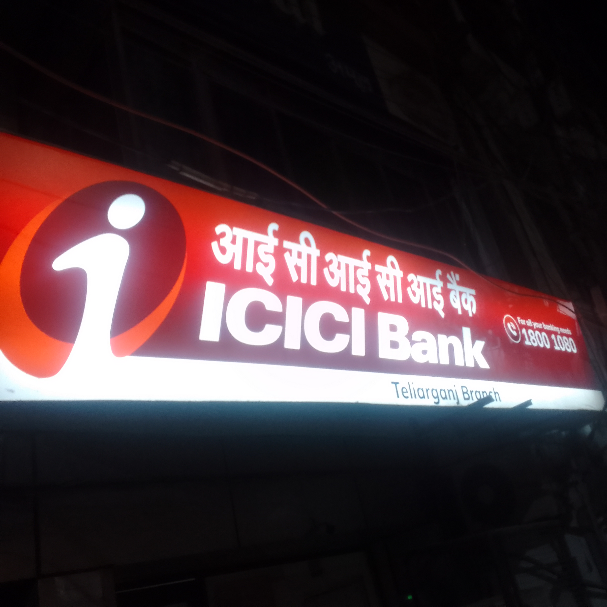 आई सी आई सी आई बैंक
ICICI Bank
For all your banking needs
1800 1080
Teliarganj Branch